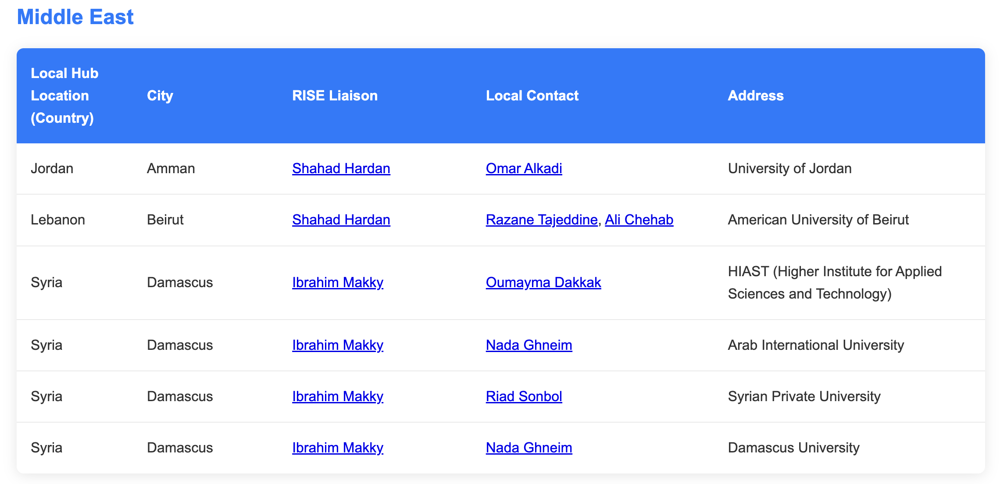 Middle East
Local Hub Location (Country) City RISE Liaison Local Contact Address
Jordan Amman Shahad Hardan Omar Alkadi University of Jordan
Lebanon Beirut Shahad Hardan Razane Tajeddine, Ali Chehab American University of Beirut
Syria Damascus Ibrahim Makky Oumayma Dakkak HIAST (Higher Institute for Applied Sciences and Technology)
Syria Damascus Ibrahim Makky Nada Ghneim Arab International University
Syria Damascus Ibrahim Makky Riad Sonbol Syrian Private University
Syria Damascus Ibrahim Makky Nada Ghneim Damascus University